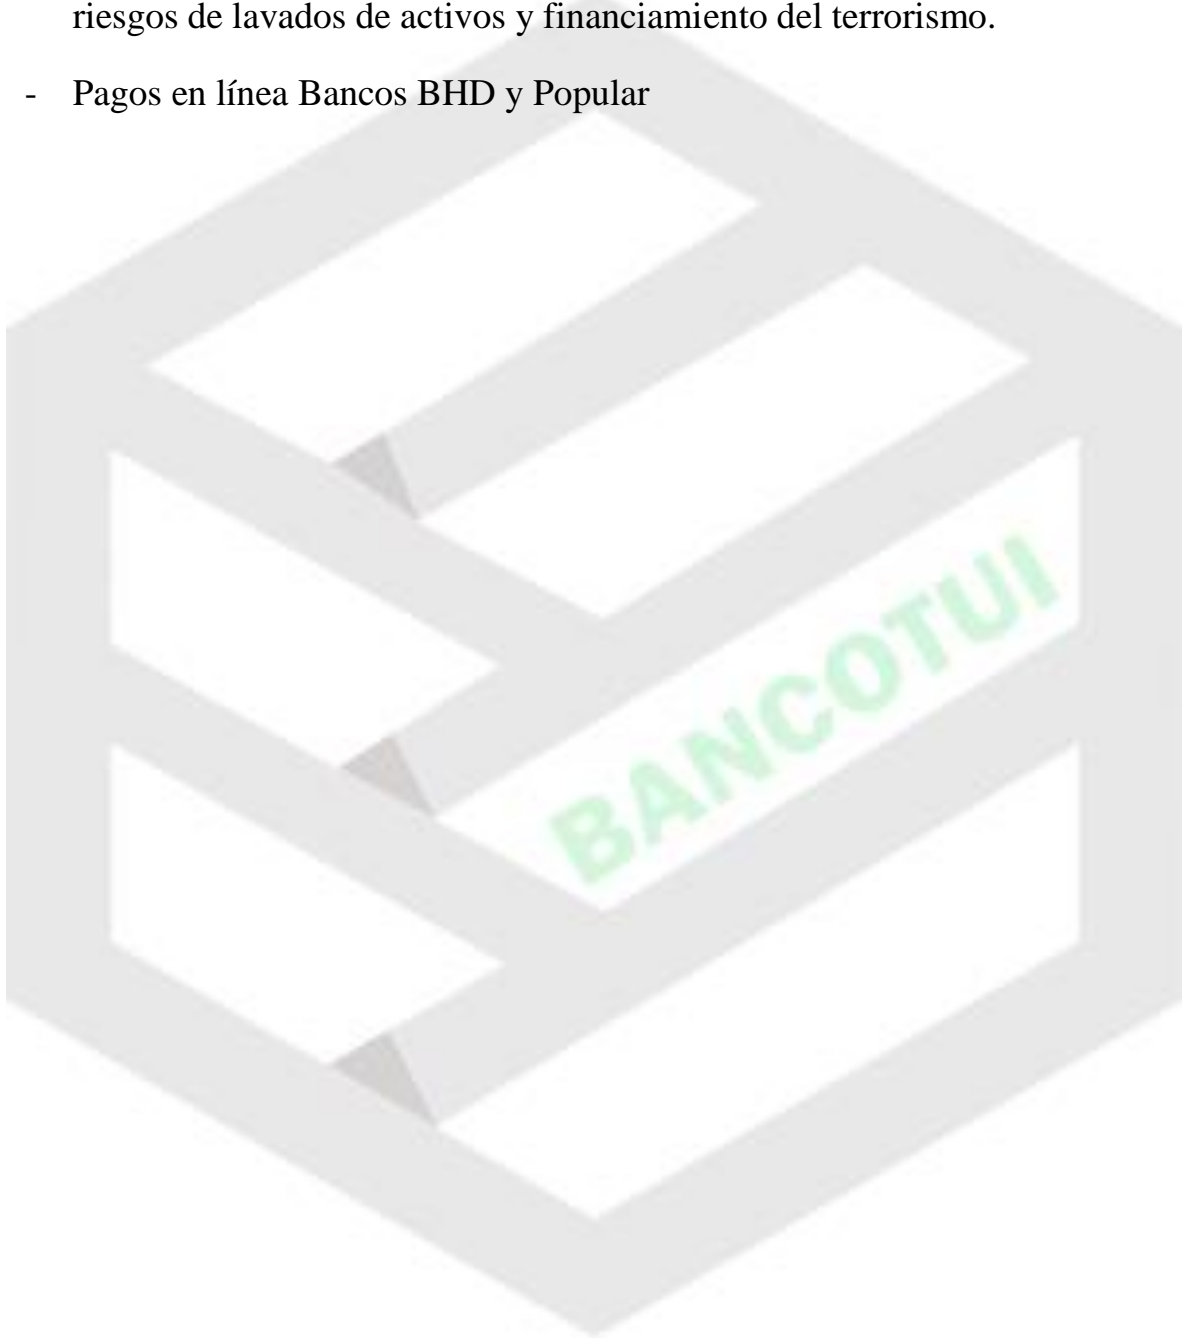 riesgos de lavados de activos y financiamiento del terrorismo.
- Pagos en línea Bancos BHD y Popular
BANCOTUI